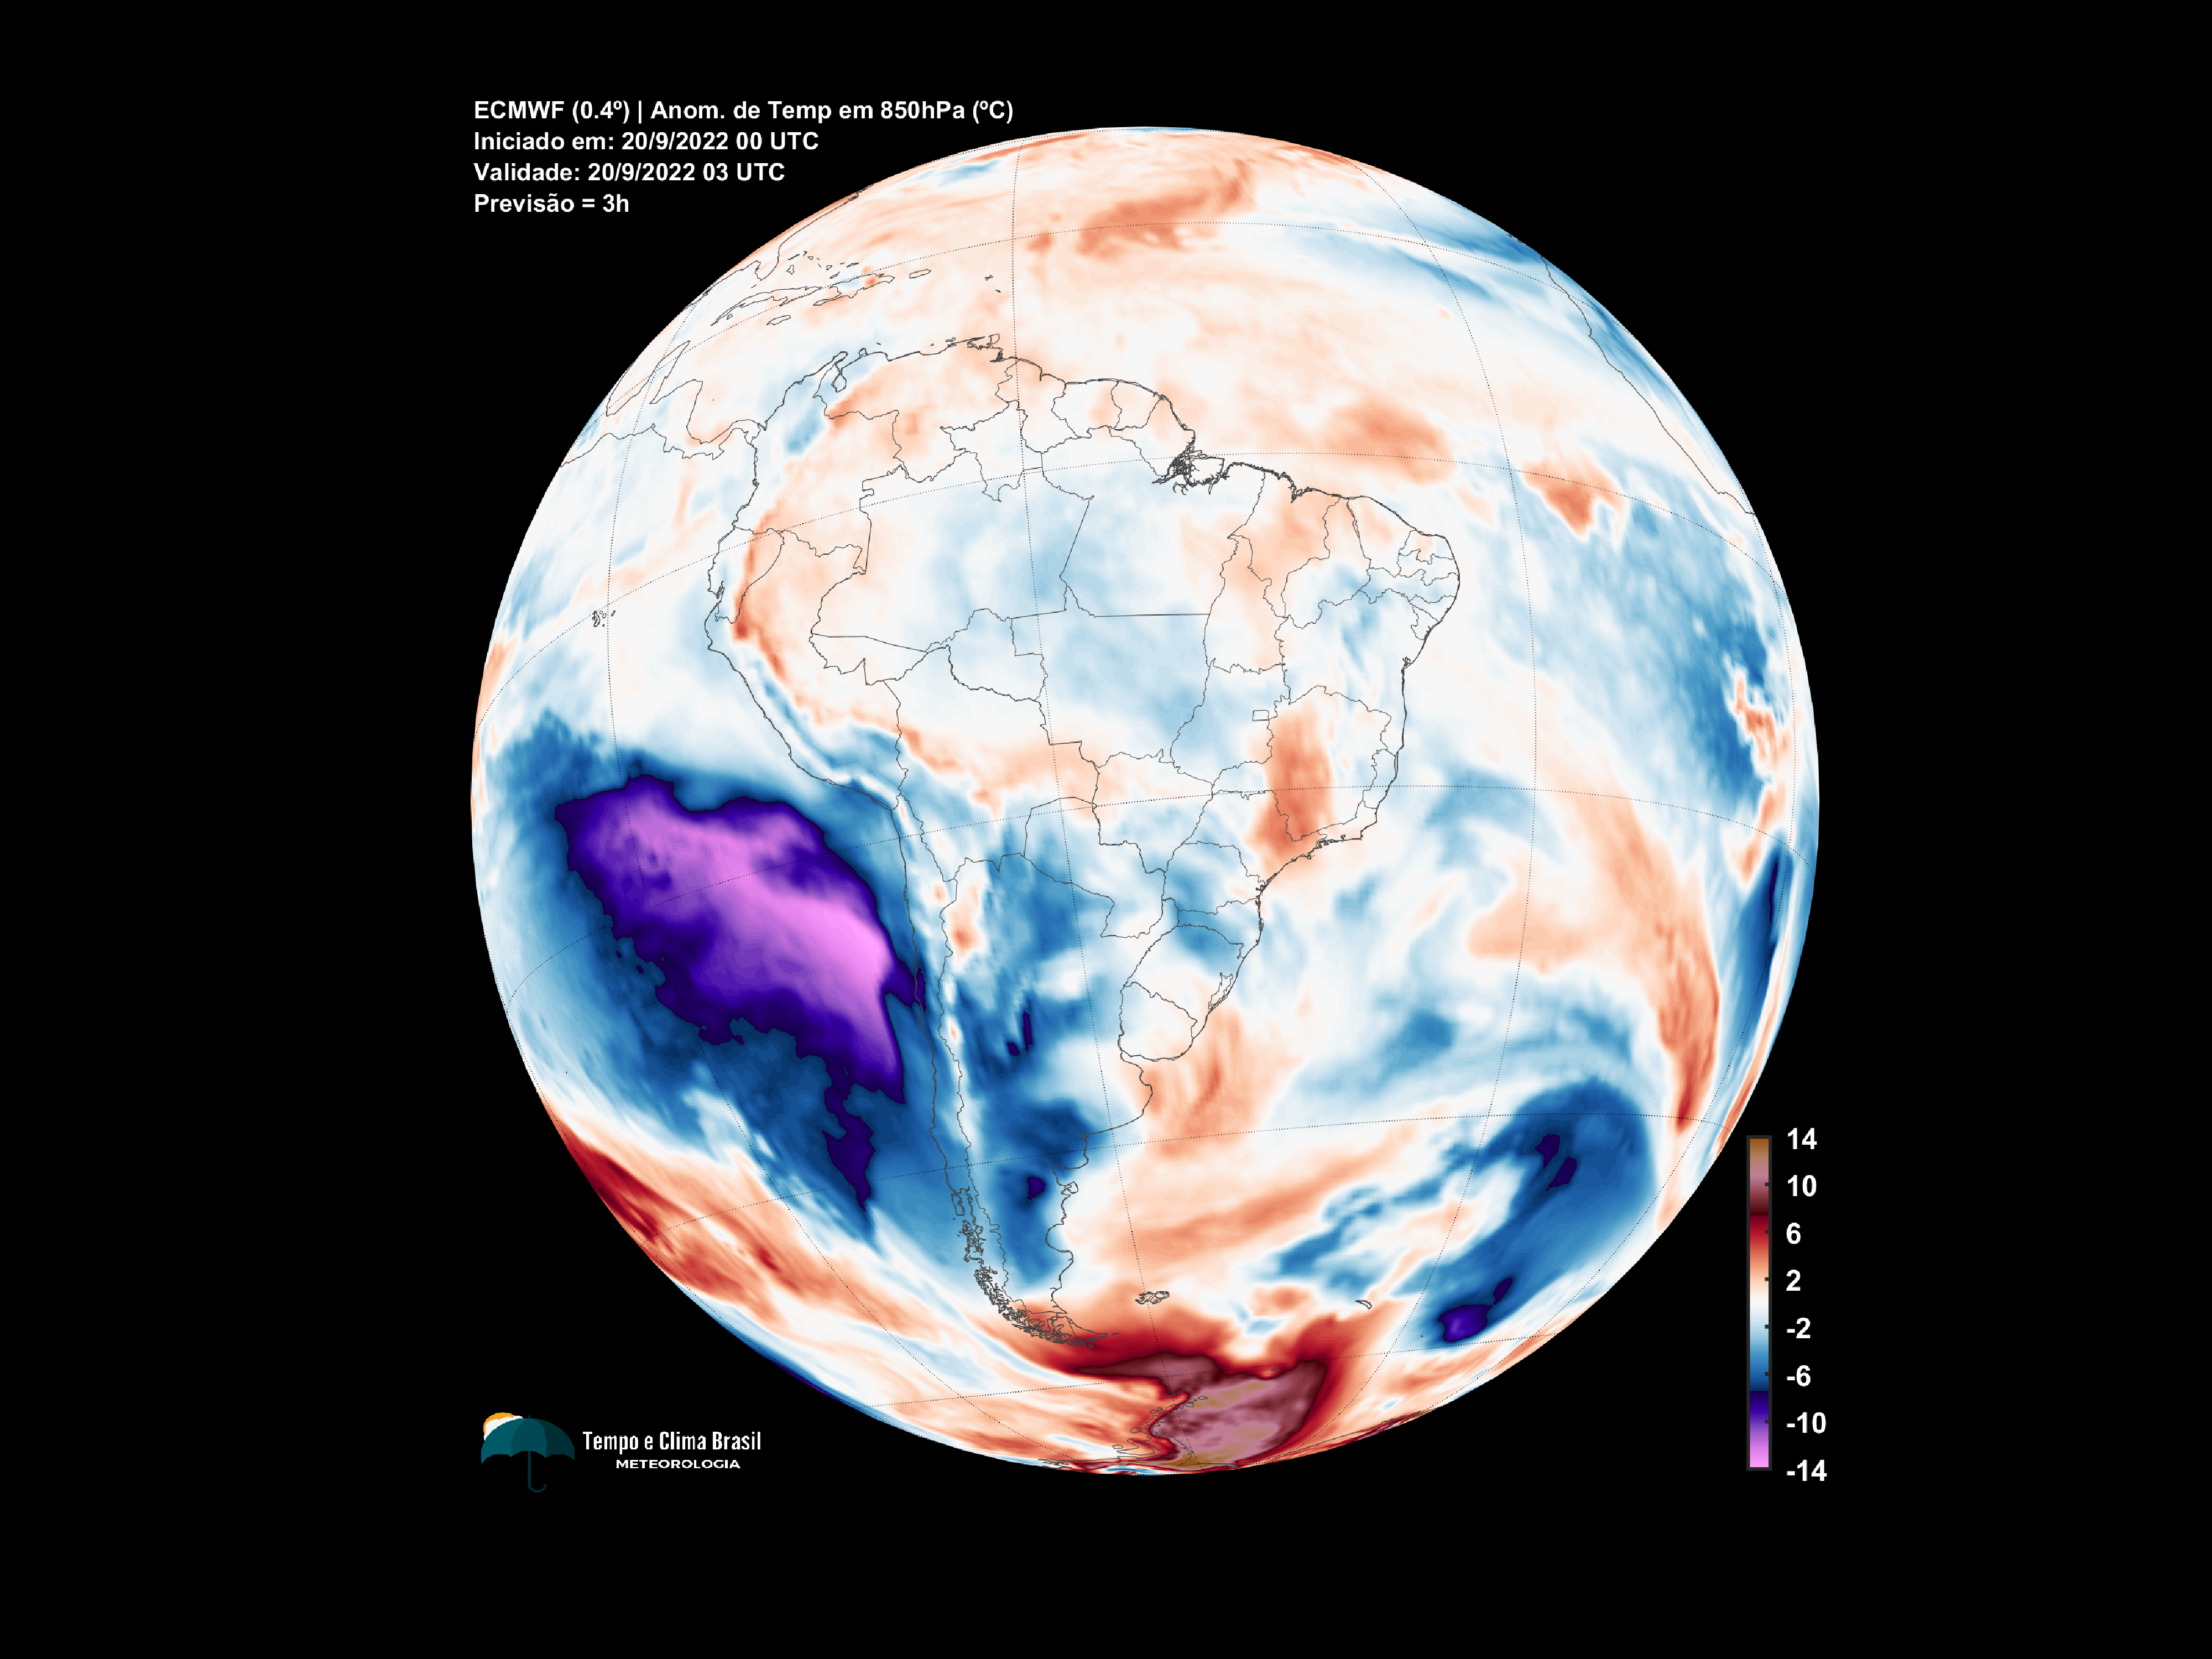 ECMWF (0.4º) | Anom. de Temp em 850hPa (ºC)
Iniciado em: 20/9/2022 00 UTC
Validade: 20/9/2022 03 UTC
Previsão = 3h
14
10
6
2
-2
-6
-10
-14
Tempo e Clima Brasil
METEOROLOGIA